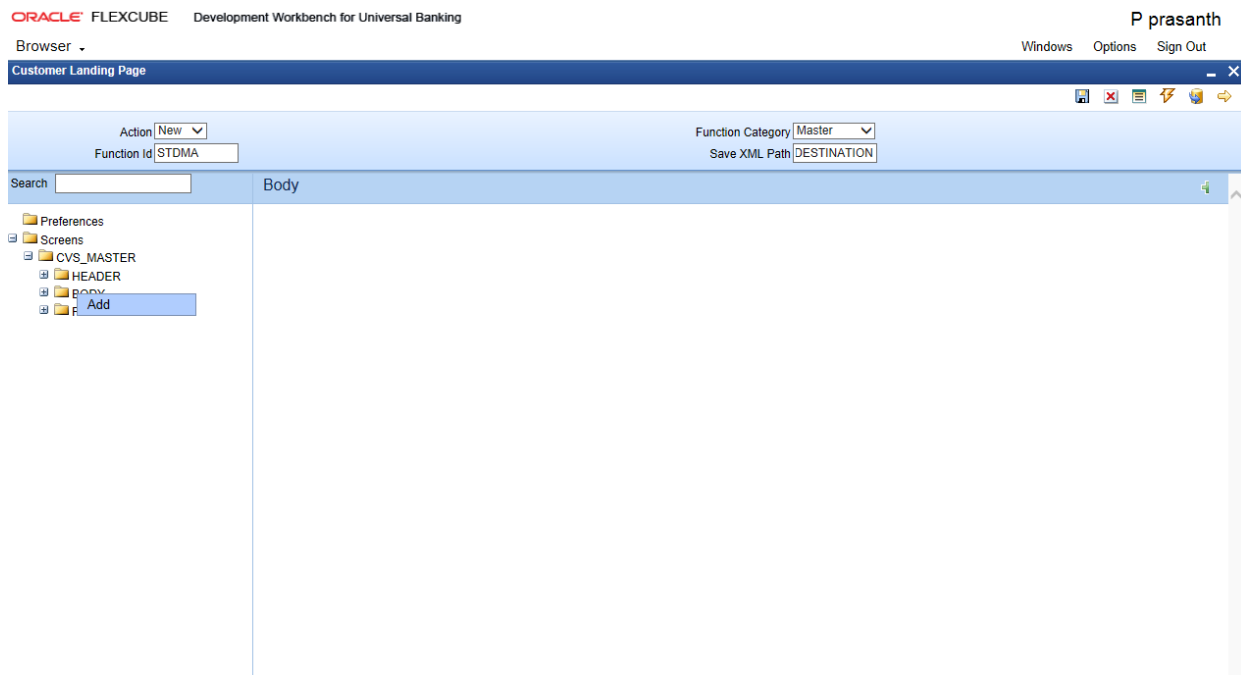 ORACLE FLEXCUBE Development Workbench for Universal Banking P prasanth
Browser Windows Options Sign Out
Customer Landing Page
Action New Function Category Master
Function Id STDMA Save XML Path DESTINATION
Search Body
Preferences
Screens
CVS_MASTER
HEADER
BODY
Add